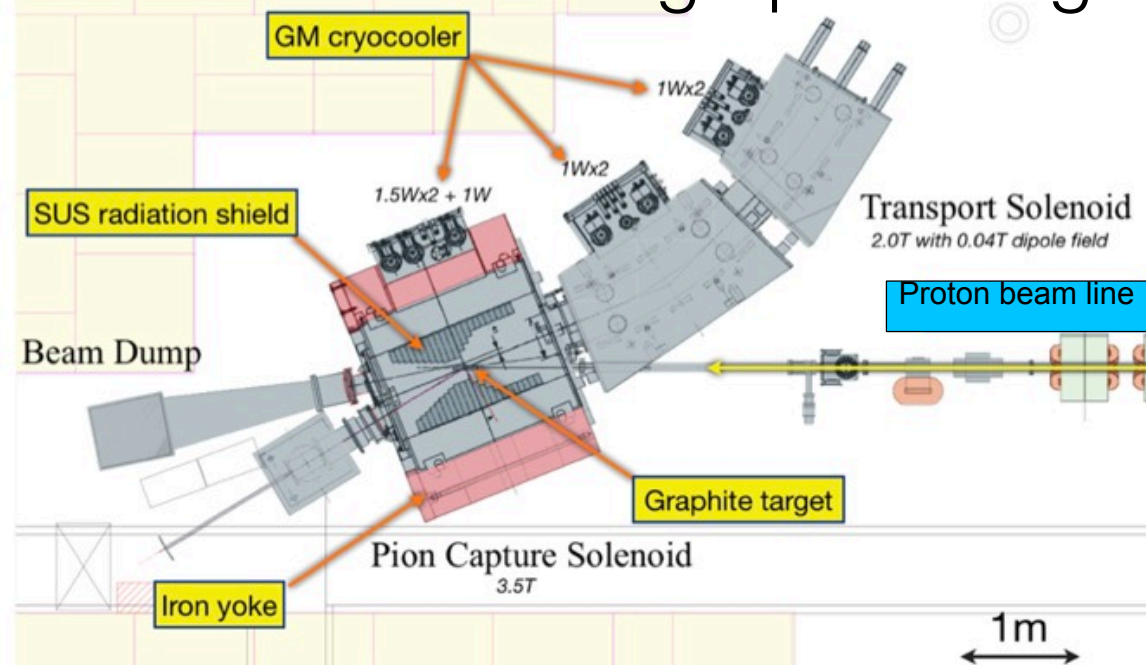 GM cryocooler
1Wx2
1Wx2
1.5Wx2 + 1W
SUS radiation shield
Transport Solenoid
2.0T with 0.04T dipole field
Proton beam line
Beam Dump
Graphite target
Pion Capture Solenoid
3.5T
Iron yoke
1m